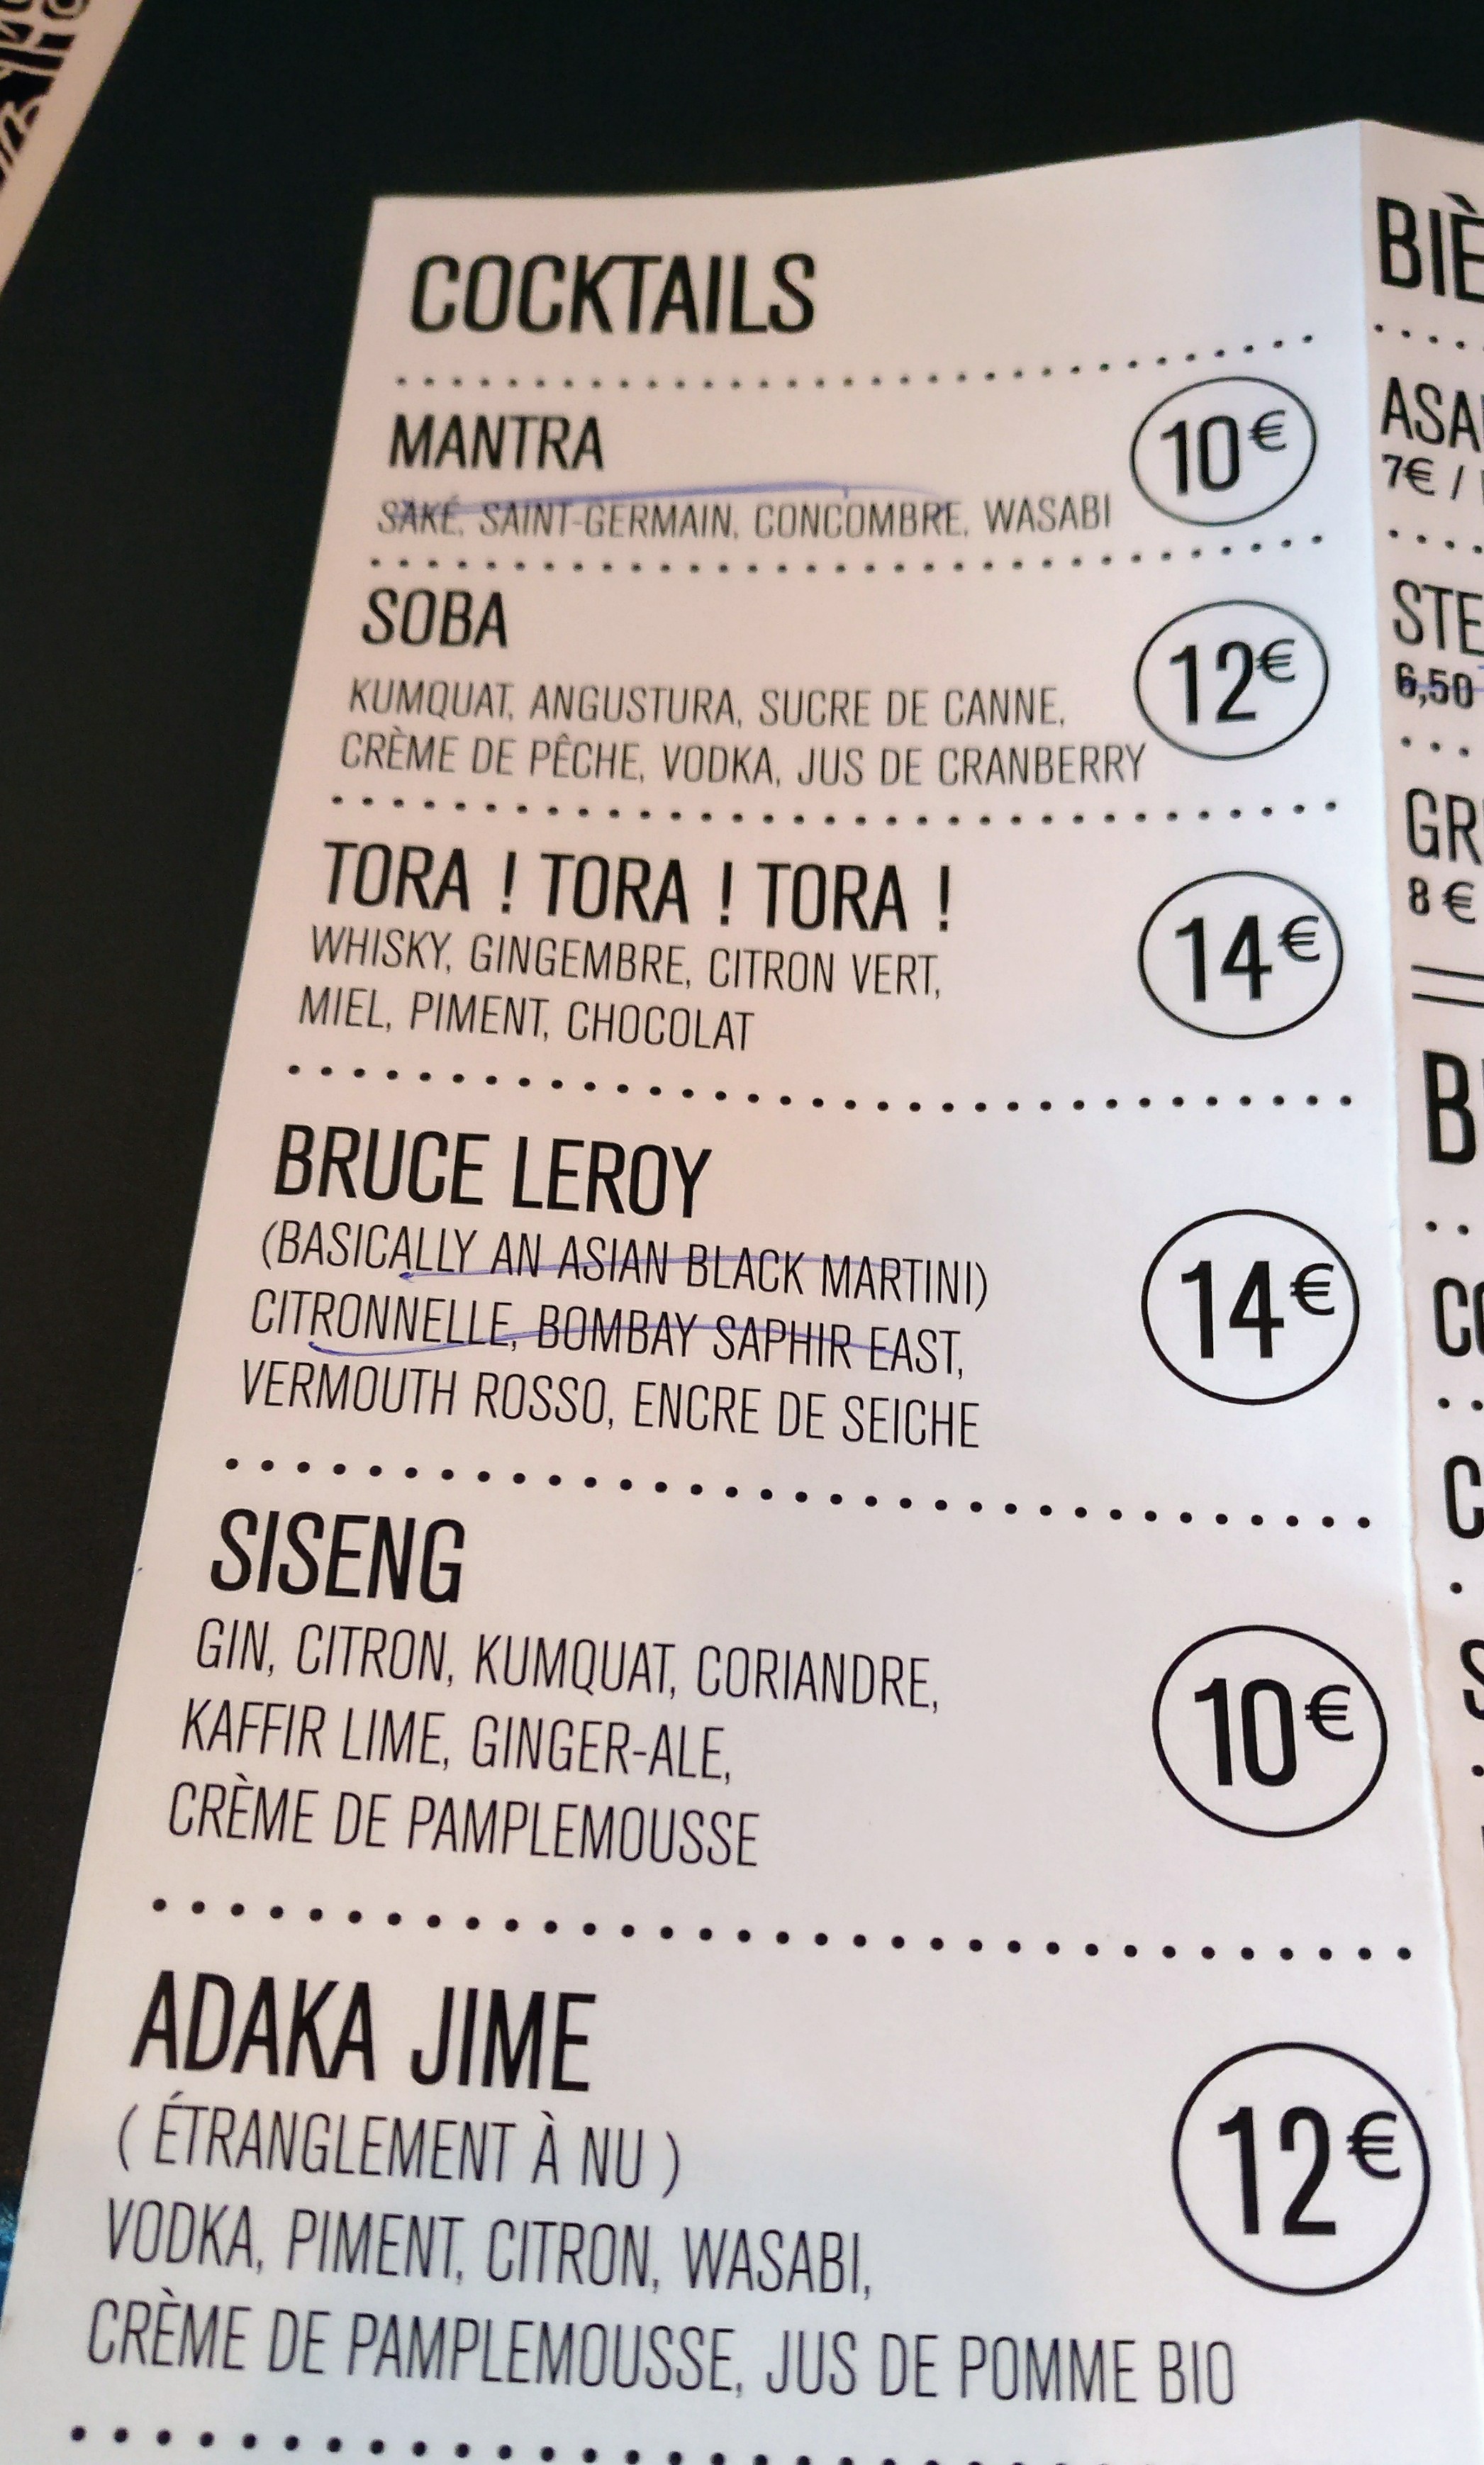 COCKTAILS
MANTRA
10€
SAKÉ, SAINT-GERMAIN, CONCOMBRE, WASABI
SOBA
12€
KUMQUAT, ANGUSTURA, SUCRE DE CANNE,
CRÈME DE PÊCHE, VODKA, JUS DE CRANBERRY
TORA ! TORA ! TORA !
14€
WHISKY, GINGEMBRE, CITRON VERT,
MIEL, PIMENT, CHOCOLAT
BRUCE LEROY
(BASICALLY AN ASIAN BLACK MARTINI)
14€
CITRONNELLE, BOMBAY SAPHIR EAST,
VERMOUTH ROSSO, ENCRE DE SEICHE
SISENG
GIN, CITRON, KUMQUAT, CORIANDRE,
10€
KAFFIR LIME, GINGER-ALE,
CRÈME DE PAMPLEMOUSSE
ADAKA JIME
( ÉTRANGLEMENT À NU )
12€
VODKA, PIMENT, CITRON, WASABI,
CRÈME DE PAMPLEMOUSSE, JUS DE POMME BIO
7€ /
6,50
8 €